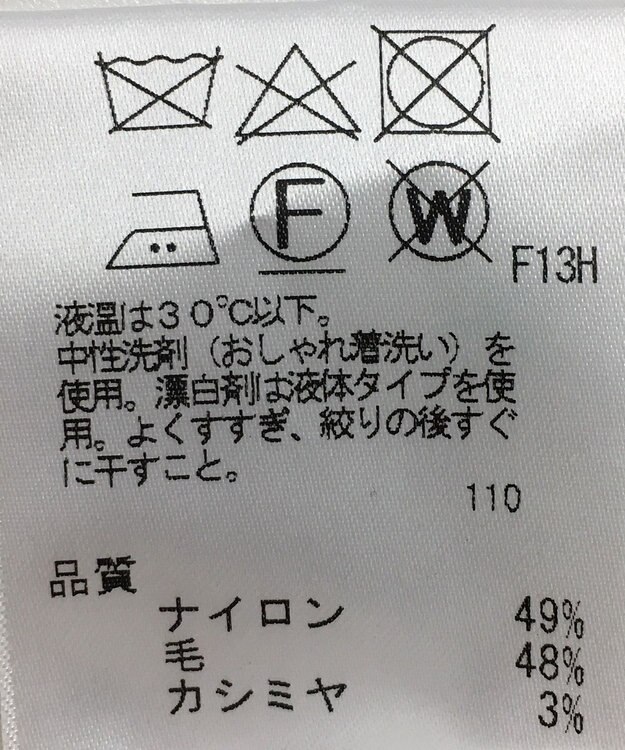 F W F13H
液温は30℃以下。
中性洗剤（おしゃれ着洗い）を
使用。漂白剤は液体タイプを使
用。よくすすぎ、絞りの後すぐ
に干すこと。
110
品質
ナイロン 49%
毛 48%
カシミヤ 3%